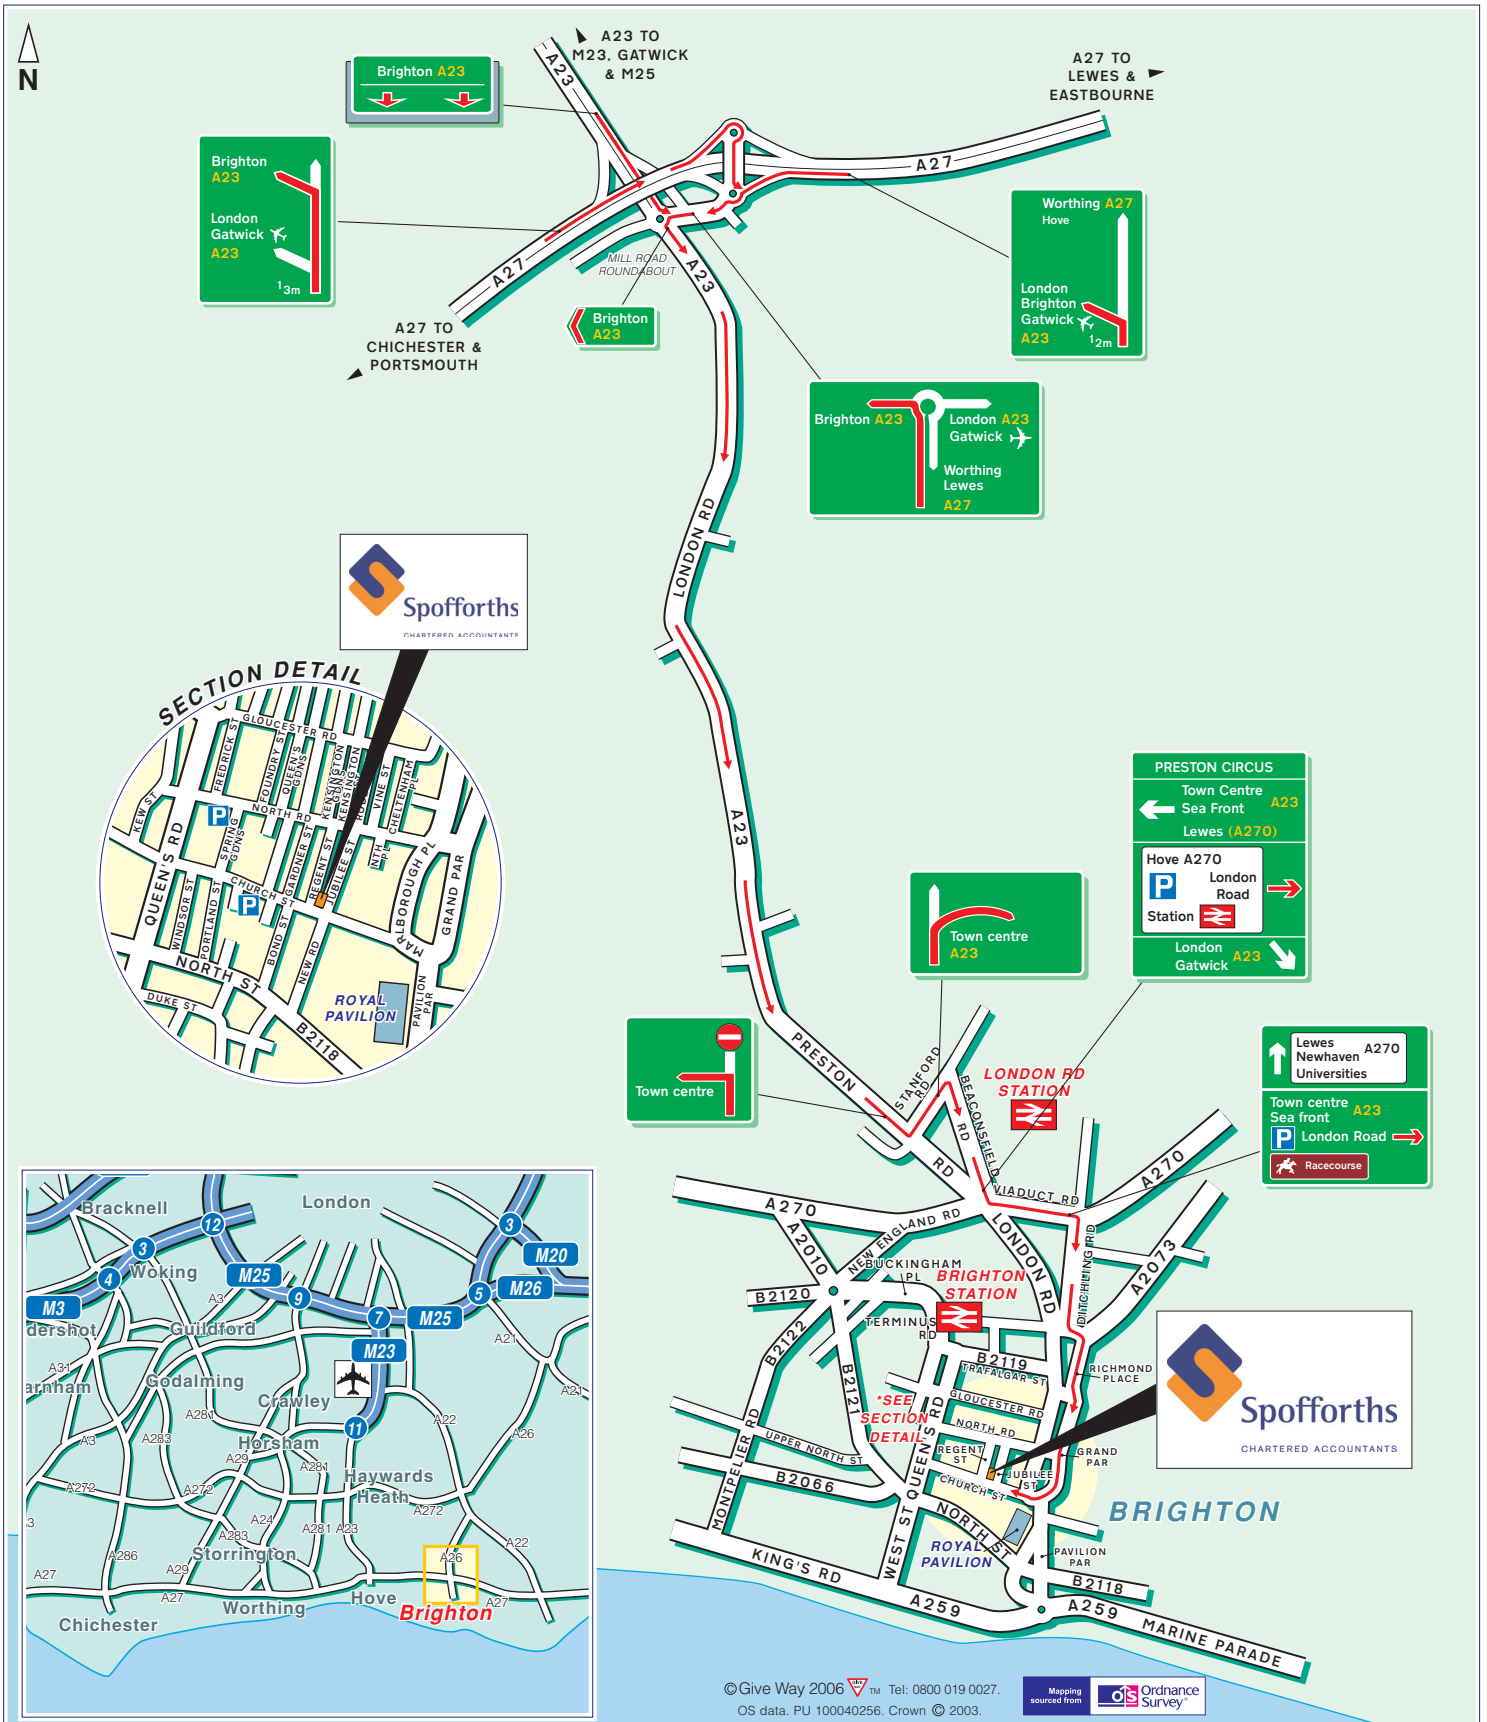 N
A23 TO
M23, GATWICK
& M25
A27 TO
LEWES &
EASTBOURNE
Brighton A23
A23
A27
Brighton
A23
London
Gatwick
A23
1 3m
Worthing A27
Hove
London
Brighton
Gatwick
A23
1 2m
A27
MILL ROAD
ROUNDABOUT
A23
Brighton
A23
A27 TO
CHICHESTER &
PORTSMOUTH
Brighton A23
London A23
Gatwick
Worthing
Lewes
A27
LONDON RD
Spofforths
CHARTERED ACCOUNTANTS
SECTION DETAIL
GLOUCESTER RD
FREDRICK ST
FOUNDRY ST
QUEEN'S
GDNS
KENSINGTON
GDNS
KENSINGTON
VINE ST
CHELTENHAM
PL
KEW ST
P
NORTH RD
SPRING
GDNS
QUEEN'S RD
GARDNER ST
REGENT ST
JUBILEE ST
NTH
PL
MARLBOROUGH PL
GRAND PAR
CHURCH ST
P
WINDSOR ST
PORTLAND ST
BOND ST
NEW RD
NORTH ST
DUKE ST
ROYAL
PAVILION
PAVILION
PAR
B2118
A23
PRESTON CIRCUS
Town Centre
Sea Front
A23
Lewes (A270)
Hove A270
P
London
Road
Station
London
Gatwick
A23
Town centre
A23
Town centre
PRESTON
RD
STANFORD
RD
BEACONSFIELD
RD
LONDON RD
STATION
Lewes
Newhaven
Universities
A270
Town centre
Sea front
A23
P
London Road
Racecourse
VIADUCT RD
A270
A270
A2010
NEW ENGLAND RD
LONDON RD
DITCHLING RD
A2073
BUCKINGHAM
PL
BRIGHTON
STATION
B2120
TERMINUS
RD
B2122
B2121
B2119
TRAFALGAR ST
RICHMOND
PLACE
*SEE
SECTION
DETAIL
GLOUCESTER RD
NORTH RD
QUEEN'S RD
REGENT
ST
JUBILEE
ST
GRAND
PAR
CHURCH ST
Spofforths
CHARTERED ACCOUNTANTS
MONTPELIER RD
UPPER NORTH ST
B2066
WEST ST
NORTH ST
ROYAL
PAVILION
BRIGHTON
PAVILION
PAR
B2118
KING'S RD
A259
A259
MARINE PARADE
Bracknell
London
12
3
3
4
Woking
M25
M20
5
M26
M3
A3
9
7
M25
dershot
Guildford
M23
A21
A31
arnham
Godalming
Crawley
A21
A281
11
A22
A3
A283
Horsham
A26
A29
A281
Haywards
Heath
A272
A272
A272
A24
3
A283
A281
A23
A22
A286
Storrington
A29
A26
A27
A27
Worthing
Hove
A27
Brighton
Chichester
© Give Way 2006
GIVE WAY
TM
Tel: 0800 019 0027.
OS data. PU 100040256. Crown © 2003.
Mapping
sourced from
OS
Ordnance
Survey®